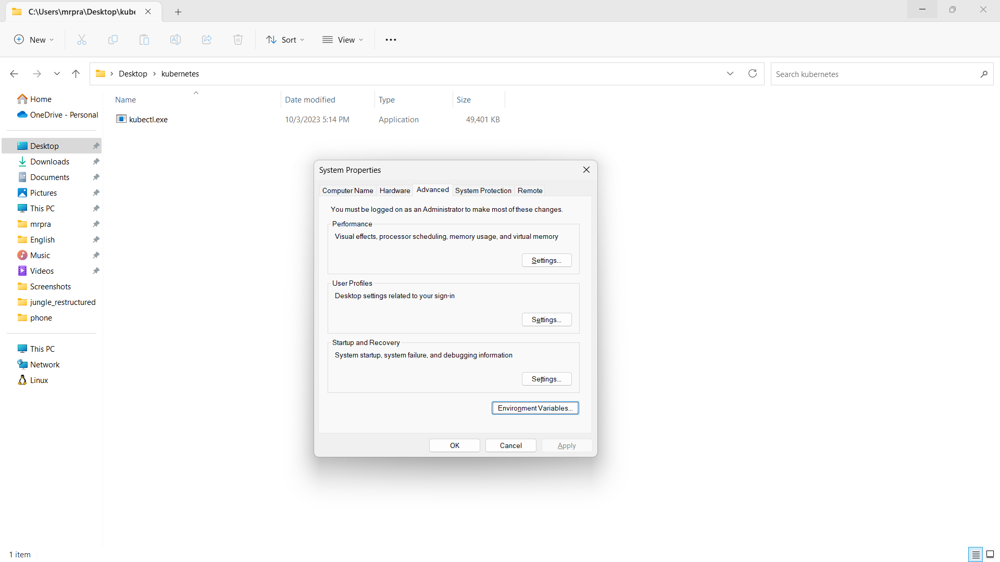 C:\Users\mrpra\Desktop\kube
New
Sort
View
Desktop
kubernetes
Search kubernetes
Home
OneDrive - Personal
Desktop
Downloads
Documents
Pictures
This PC
mrpra
English
Music
Videos
Screenshots
jungle_restructured
phone
This PC
Network
Linux
Name Date modified Type Size
kubectl.exe 10/3/2023 5:14 PM Application 49,401 KB
System Properties
Computer Name Hardware Advanced System Protection Remote
You must be logged on as an Administrator to make most of these changes.
Performance
Visual effects, processor scheduling, memory usage, and virtual memory
Settings...
User Profiles
Desktop settings related to your sign-in
Settings...
Startup and Recovery
System startup, system failure, and debugging information
Settings...
Environment Variables...
OK Cancel Apply
1 item